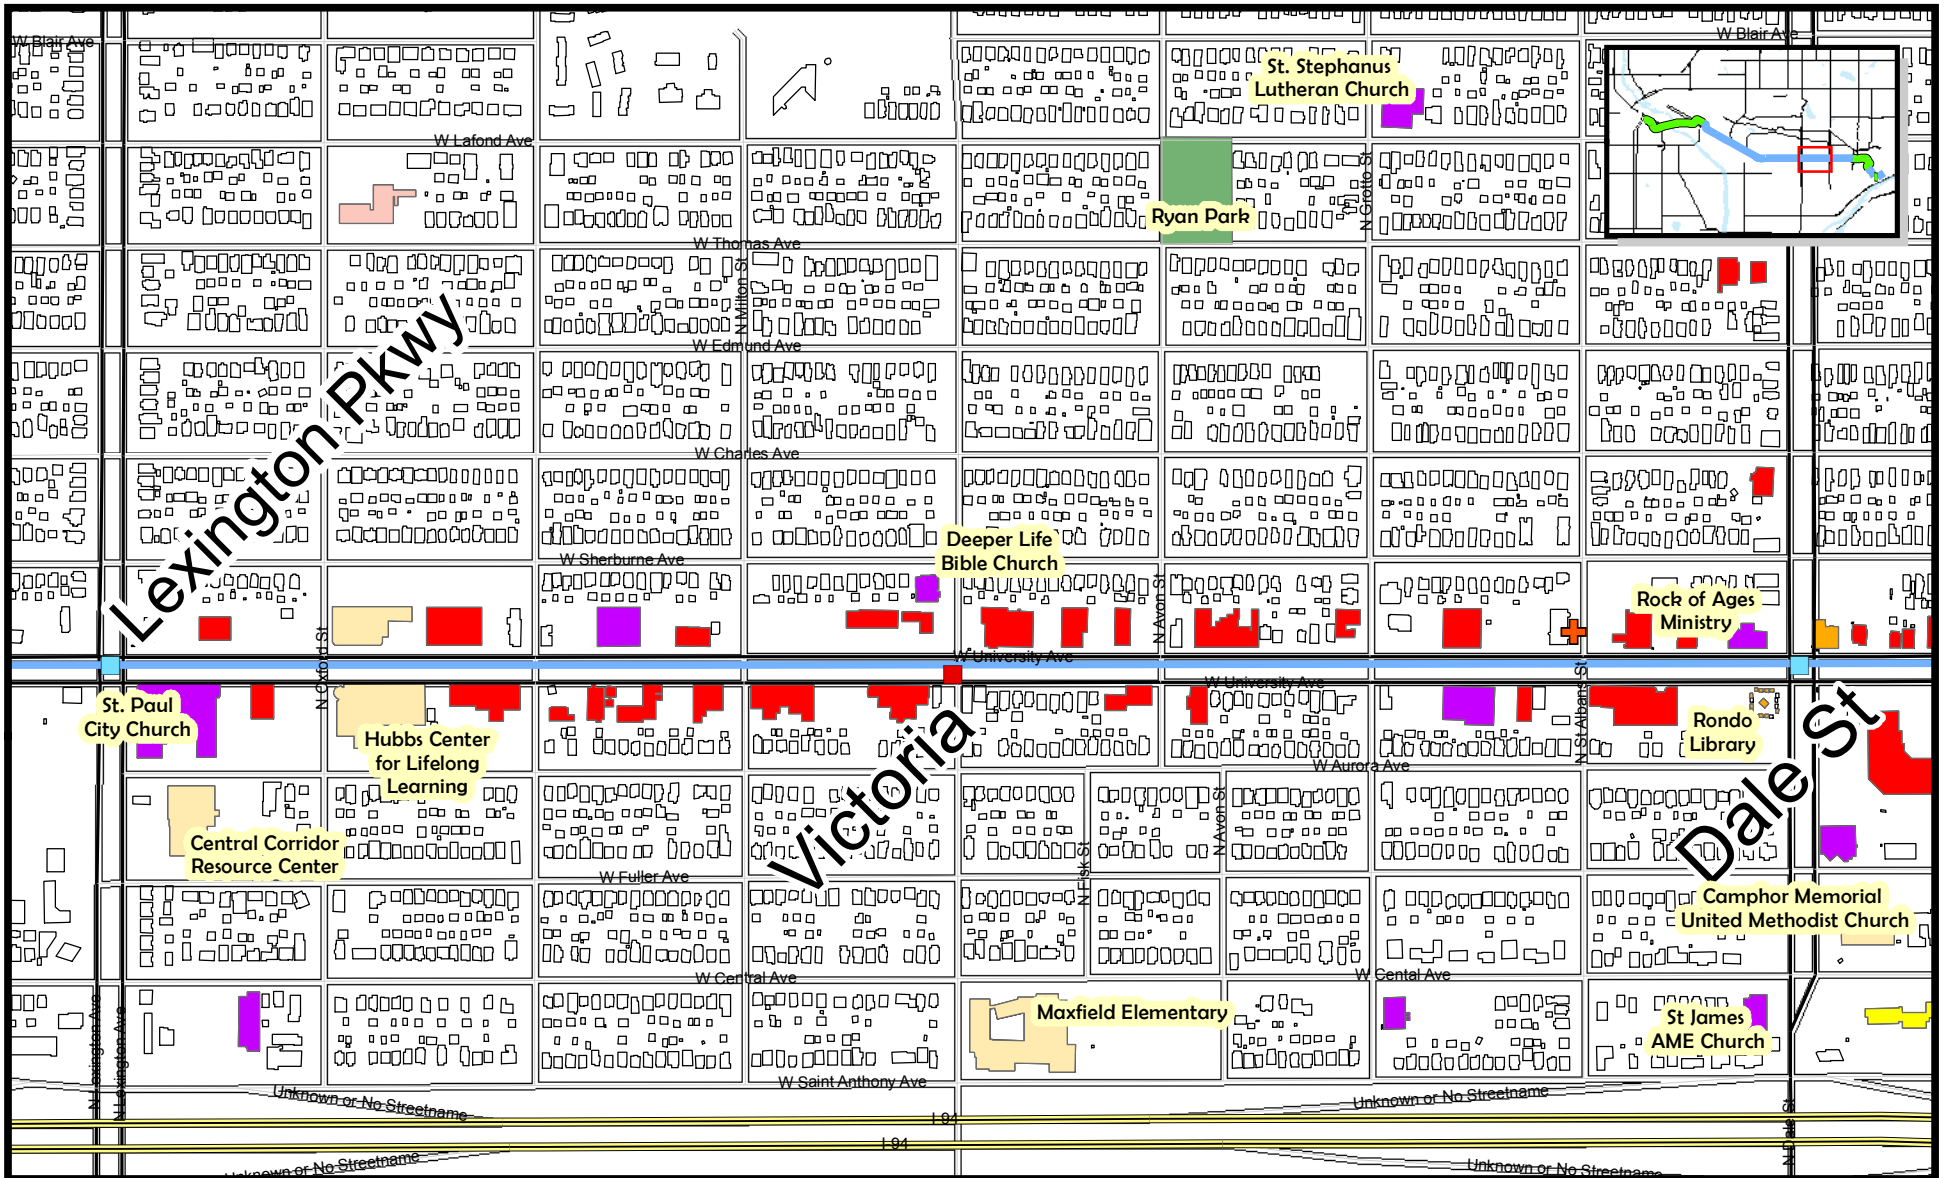 W Blair Ave
W Blair Ave
St. Stephanus
Lutheran Church
W Lafond Ave
N Grotto St
Ryan Park
W Thomas Ave
N Milton St
Lexington Pkwy
W Edmund Ave
W Charles Ave
Deeper Life
Bible Church
W Sherburne Ave
N Avon St
Rock of Ages
Ministry
N Oxford St
W University Ave
W University Ave
N St Albans St
St. Paul
City Church
Hubbs Center
for Lifelong
Learning
Victoria
Rondo
Library
Dale St
W Aurora Ave
N Avon St
Central Corridor
Resource Center
W Fuller Ave
N Fisk St
Camphor Memorial
United Methodist Church
W Central Ave
W Cental Ave
N Lexington Ave
N Lexington Ave
Maxfield Elementary
St James
AME Church
W Saint Anthony Ave
Unknown or No Streetname
Unknown or No Streetname
I-94
I-94
N Dale St
Unknown or No Streetname
Unknown or No Streetname